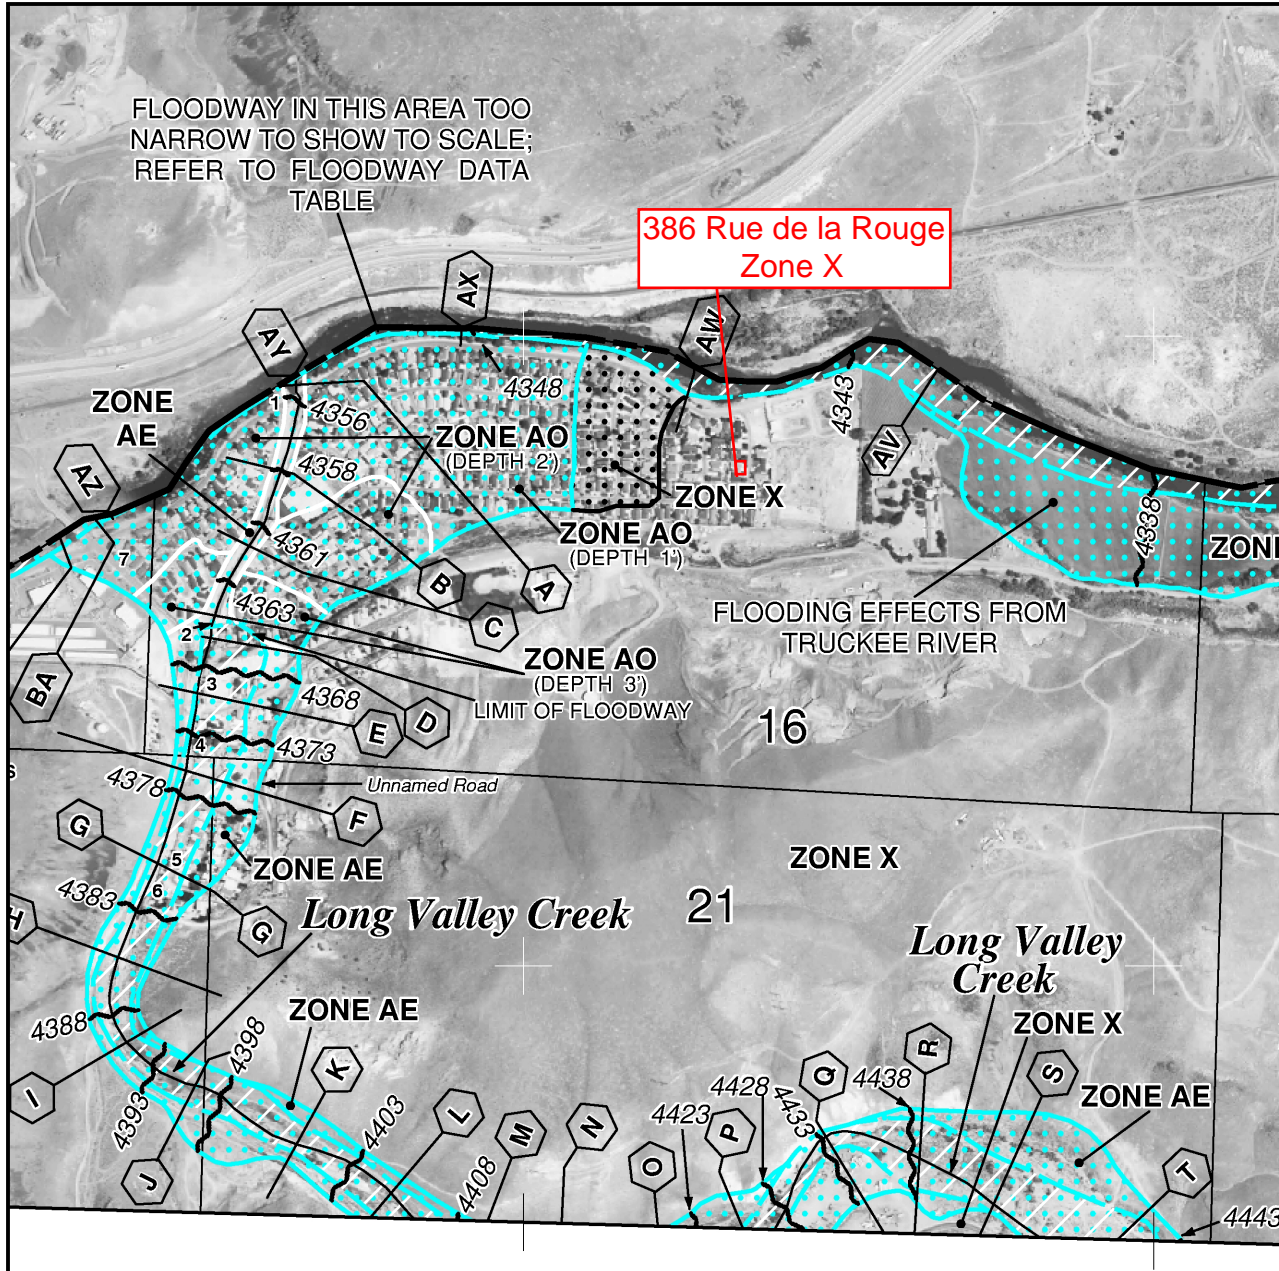 FLOODWAY IN THIS AREA TOO
NARROW TO SHOW TO SCALE;
REFER TO FLOODWAY DATA
TABLE
386 Rue de la Rouge
Zone X
AX
AY
AW
4348
4343
ZONE
AE
1
4356
ZONE AO
(DEPTH 2')
AV
AZ
4358
ZONE X
4338
ZONE AO
(DEPTH 1')
7
4361
ZONE
B
A
4363
C
FLOODING EFFECTS FROM
TRUCKEE RIVER
2
ZONE AO
(DEPTH 3')
BA
3
4368
LIMIT OF FLOODWAY
D
E
16
4
4373
4378
Unnamed Road
F
G
5
ZONE AE
ZONE X
6
4383
H
G
Long Valley Creek
21
Long Valley
Creek
ZONE AE
ZONE X
4388
4398
K
R
S
I
4393
4403
L
M
N
4423
4428
4433
Q
4438
ZONE AE
P
O
J
4408
T
4443